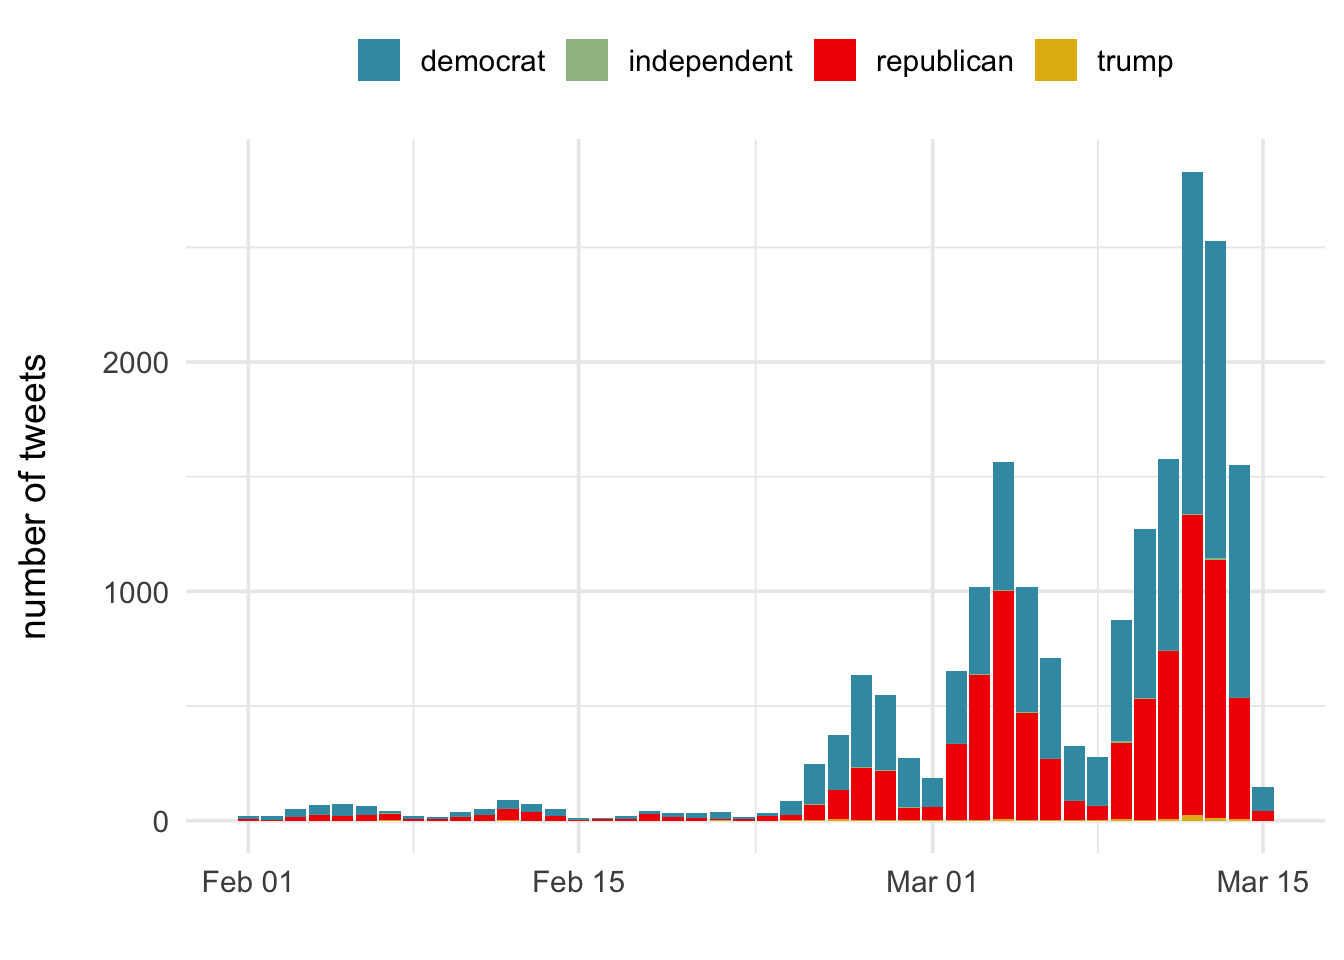 democrat independent republican trump
number of tweets
2000
1000
0
Feb 01 Feb 15 Mar 01 Mar 15